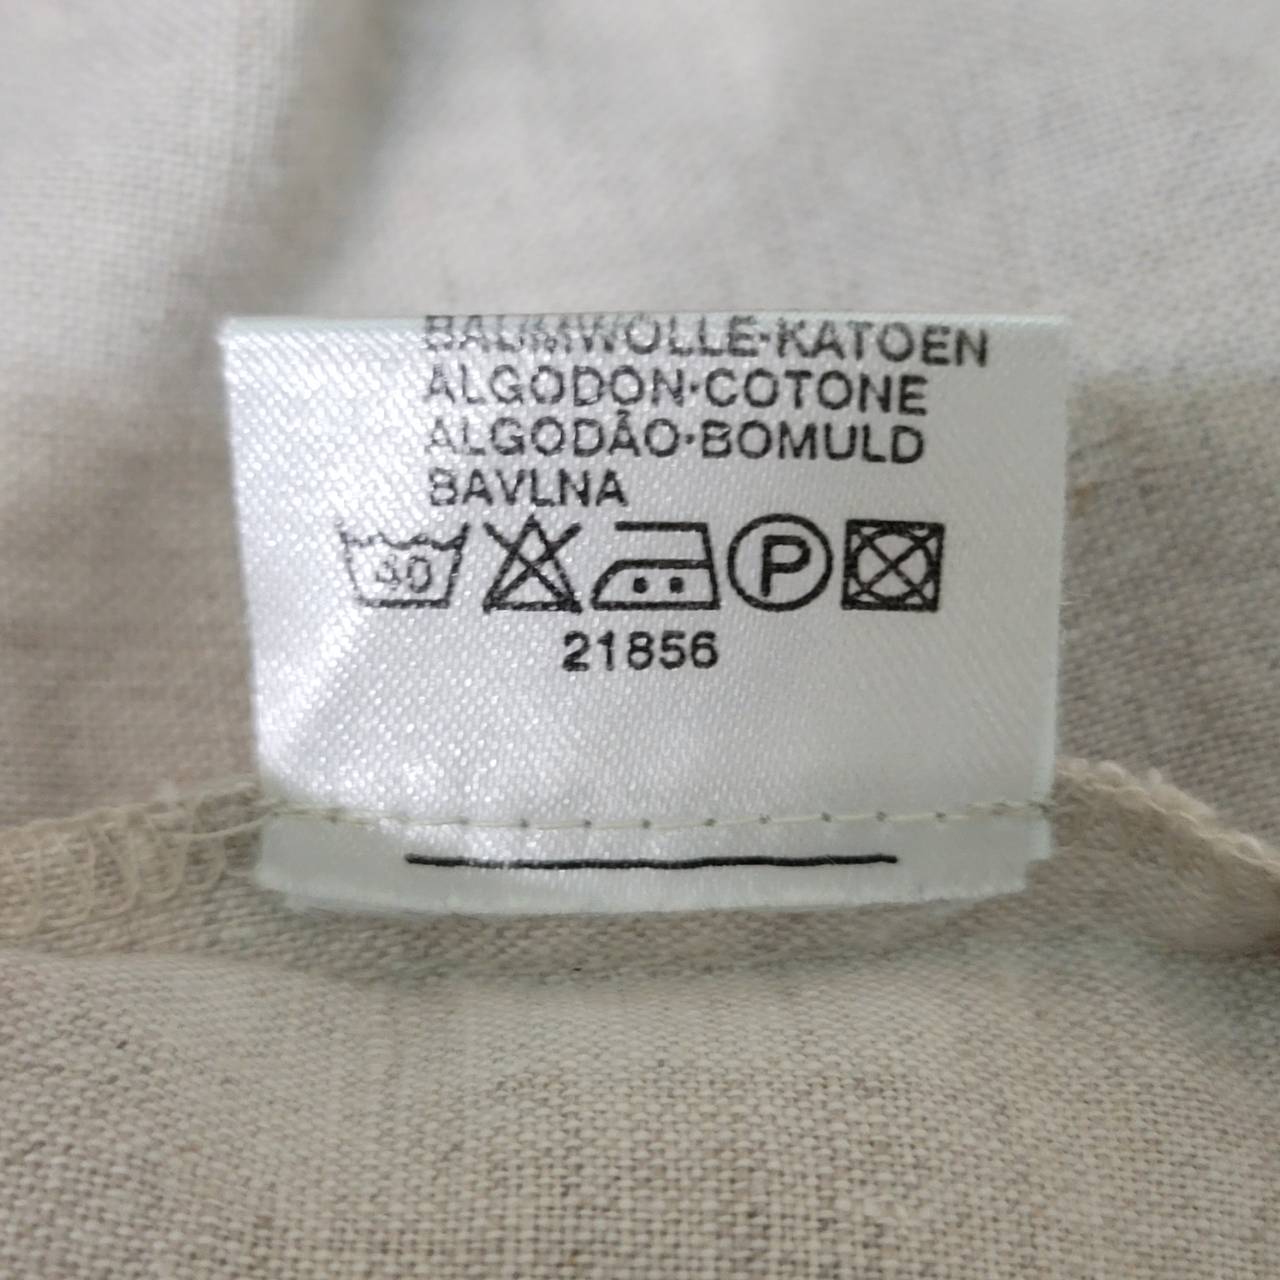 BAUMWOLLE·KATOEN
ALGODON·COTONE
ALGODÃO·BOMULD
BAVLNA
40 P
21856